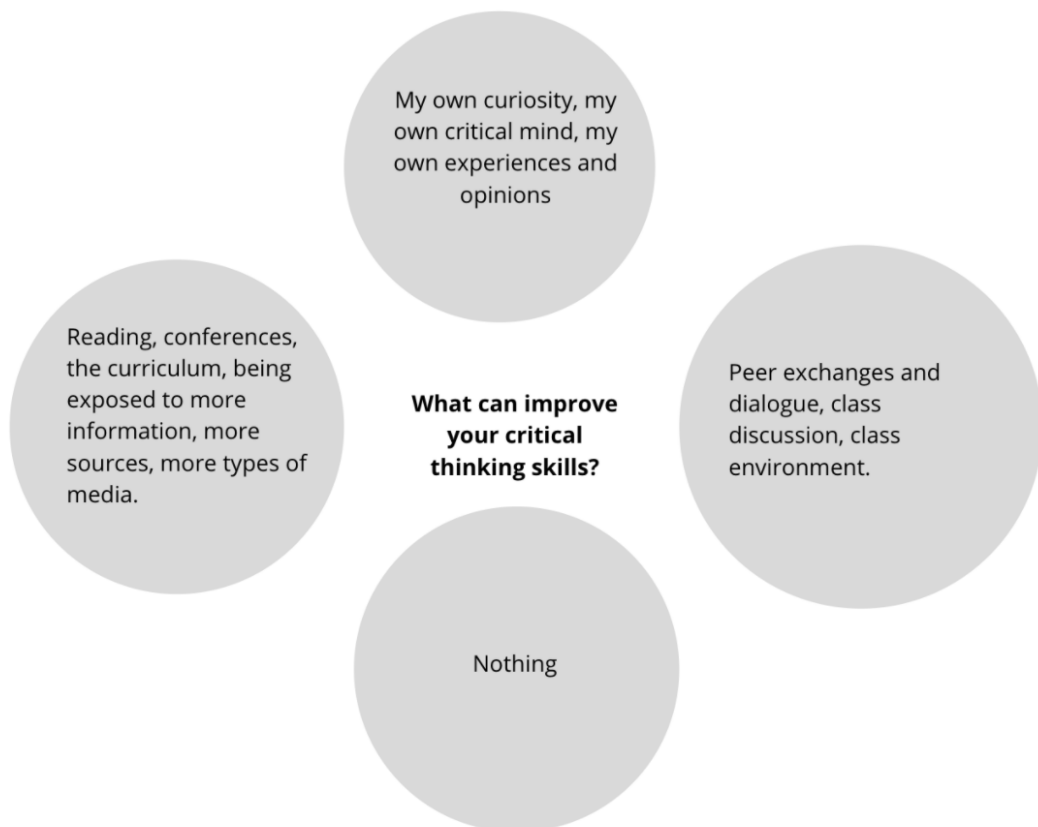 My own curiosity, my
own critical mind, my
own experiences and
opinions
Reading, conferences,
the curriculum, being
exposed to more
information, more
sources, more types of
media.
What can improve
your critical
thinking skills?
Peer exchanges and
dialogue, class
discussion, class
environment.
Nothing